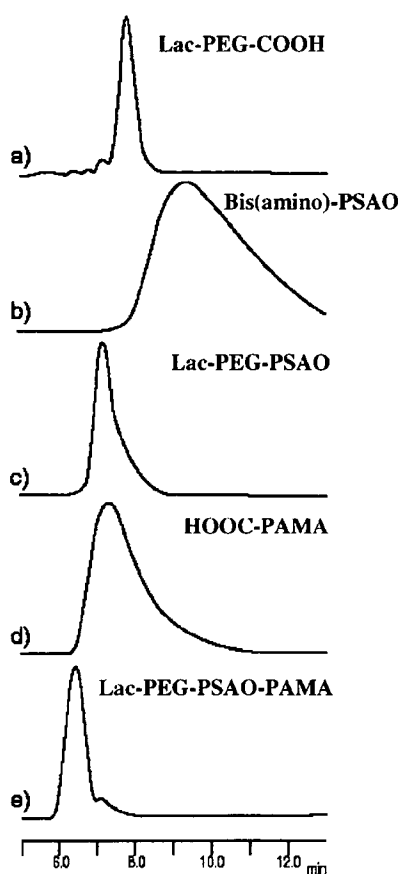 Lac-PEG-COOH
a)
Bis(amino)-PSAO
b)
Lac-PEG-PSAO
c)
HOOC-PAMA
d)
Lac-PEG-PSAO-PAMA
e)
6.0 8.0 10.0 12.0 min